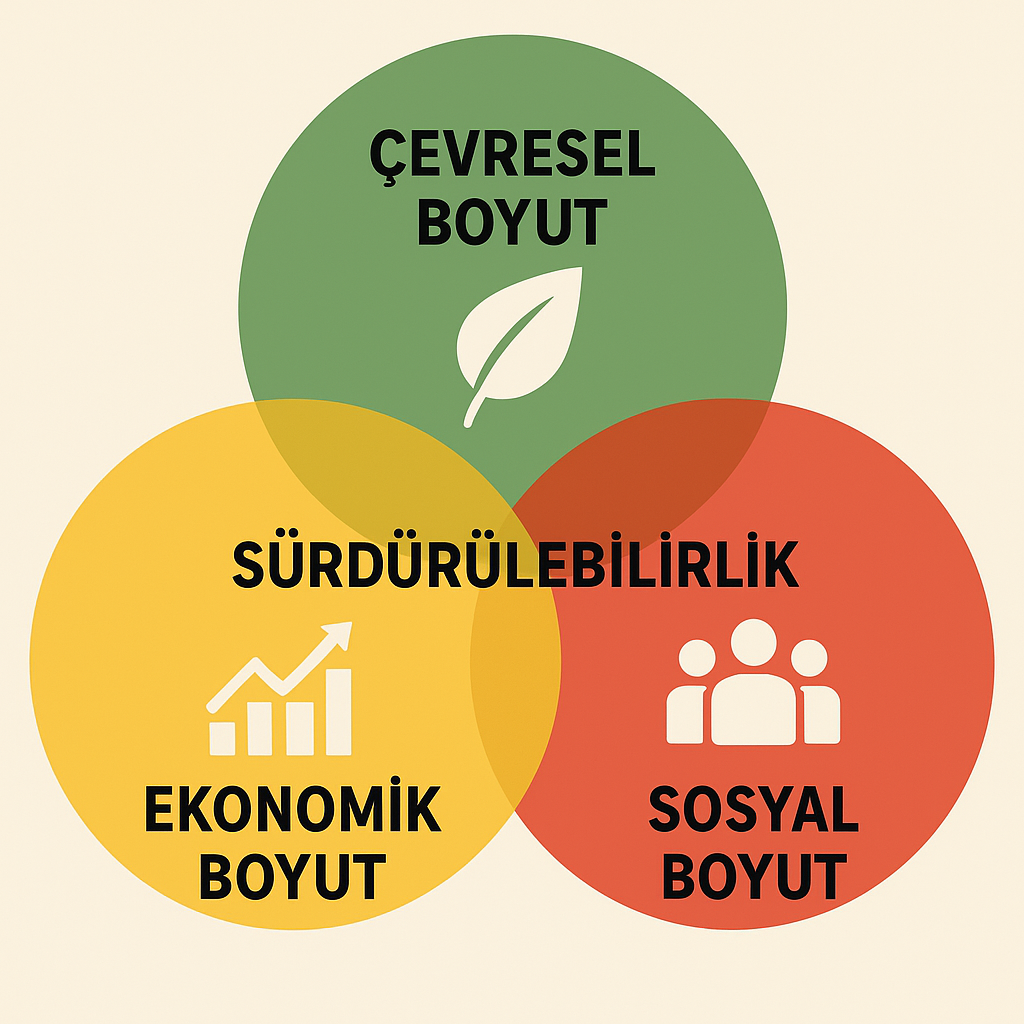 ÇEVRESEL
BOYUT
SÜRDÜRÜLEBİLİRLİK
EKONOMİK
BOYUT
SOSYAL
BOYUT